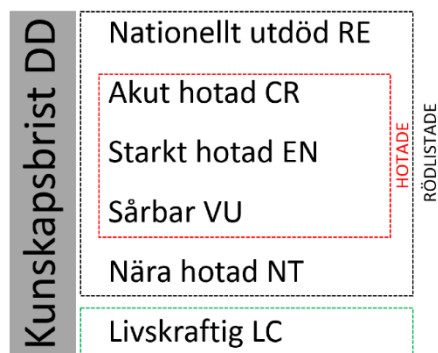 Kunskapsbrist DD
Nationellt utdöd RE
Akut hotad CR
Starkt hotad EN
Sårbar VU
Nära hotad NT
Livskraftig LC
HOTADE
RÖDLISTADE